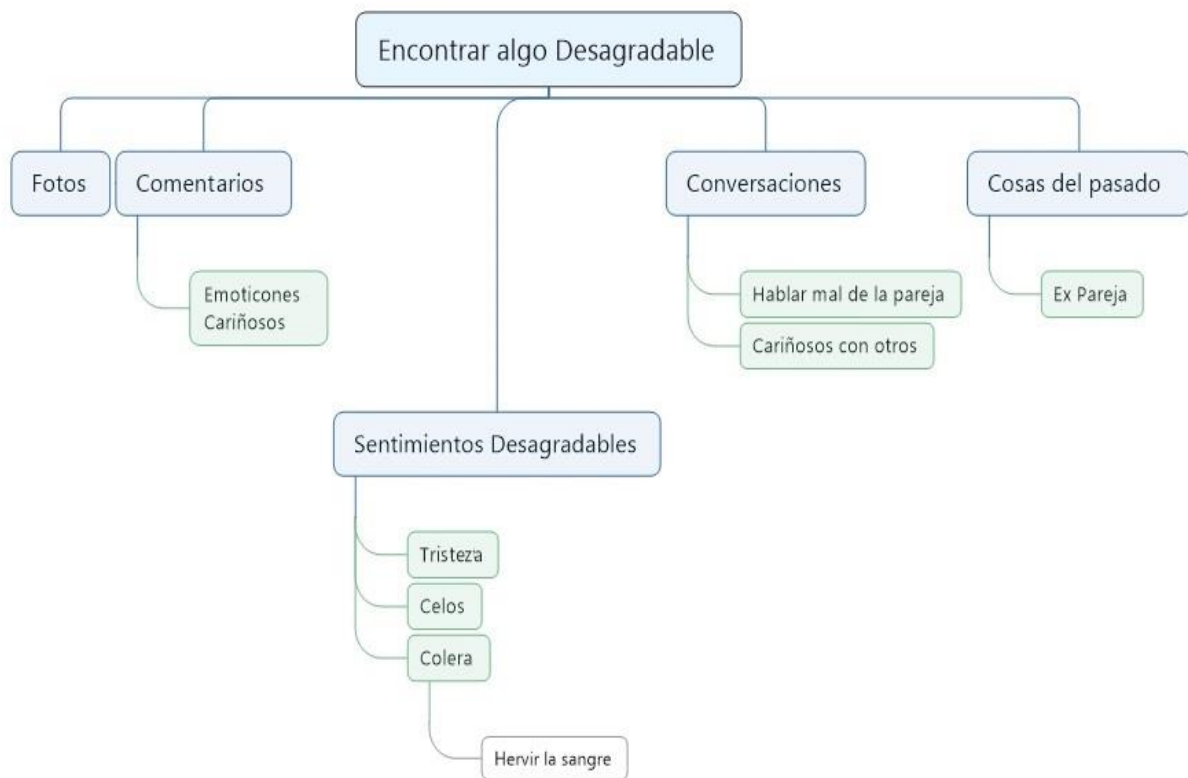 Encontrar algo Desagradable
Fotos
Comentarios
Conversaciones
Cosas del pasado
Emoticones
Cariñosos
Hablar mal de la pareja
Ex Pareja
Cariñosos con otros
Sentimientos Desagradables
Tristeza
Celos
Colera
Hervir la sangre